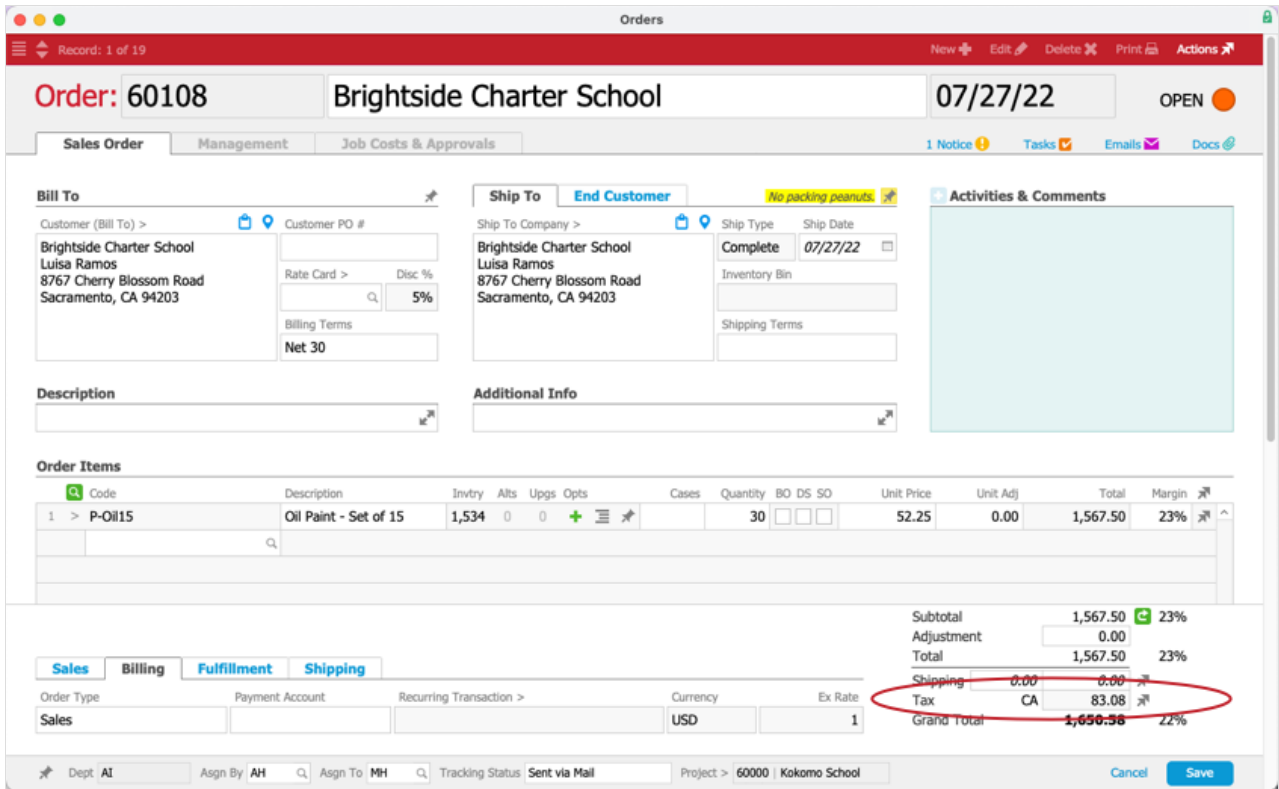 Orders
Record: 1 of 19 New Edit Delete Print Actions
Order: 60108 Brightside Charter School 07/27/22 OPEN
Sales Order Management Job Costs & Approvals 1 Notice Tasks Emails Docs
Bill To Ship To End Customer No packing peanuts. Activities & Comments
Customer (Bill To) > Customer PO # Ship To Company > Ship Type Ship Date
Brightside Charter School
Luisa Ramos
8767 Cherry Blossom Road
Sacramento, CA 94203
Rate Card > Disc %
5%
Billing Terms
Net 30
Brightside Charter School
Luisa Ramos
8767 Cherry Blossom Road
Sacramento, CA 94203
Complete 07/27/22
Inventory Bin
Shipping Terms
Description Additional Info
Order Items
Code Description Invtry Alts Upgs Opts Cases Quantity BO DS SO Unit Price Unit Adj Total Margin
1 > P-Oil15 Oil Paint - Set of 15 1,534 0 0 30 52.25 0.00 1,567.50 23%
Subtotal 1,567.50 23%
Adjustment 0.00
Total 1,567.50 23%
Shipping 0.00 0.00
Tax CA 83.08
Grand Total 1,650.58 22%
Sales Billing Fulfillment Shipping
Order Type Payment Account Recurring Transaction > Currency Ex Rate
Sales USD 1
Dept AI Asgn By AH Asgn To MH Tracking Status Sent via Mail Project > 60000 Kokomo School Cancel Save